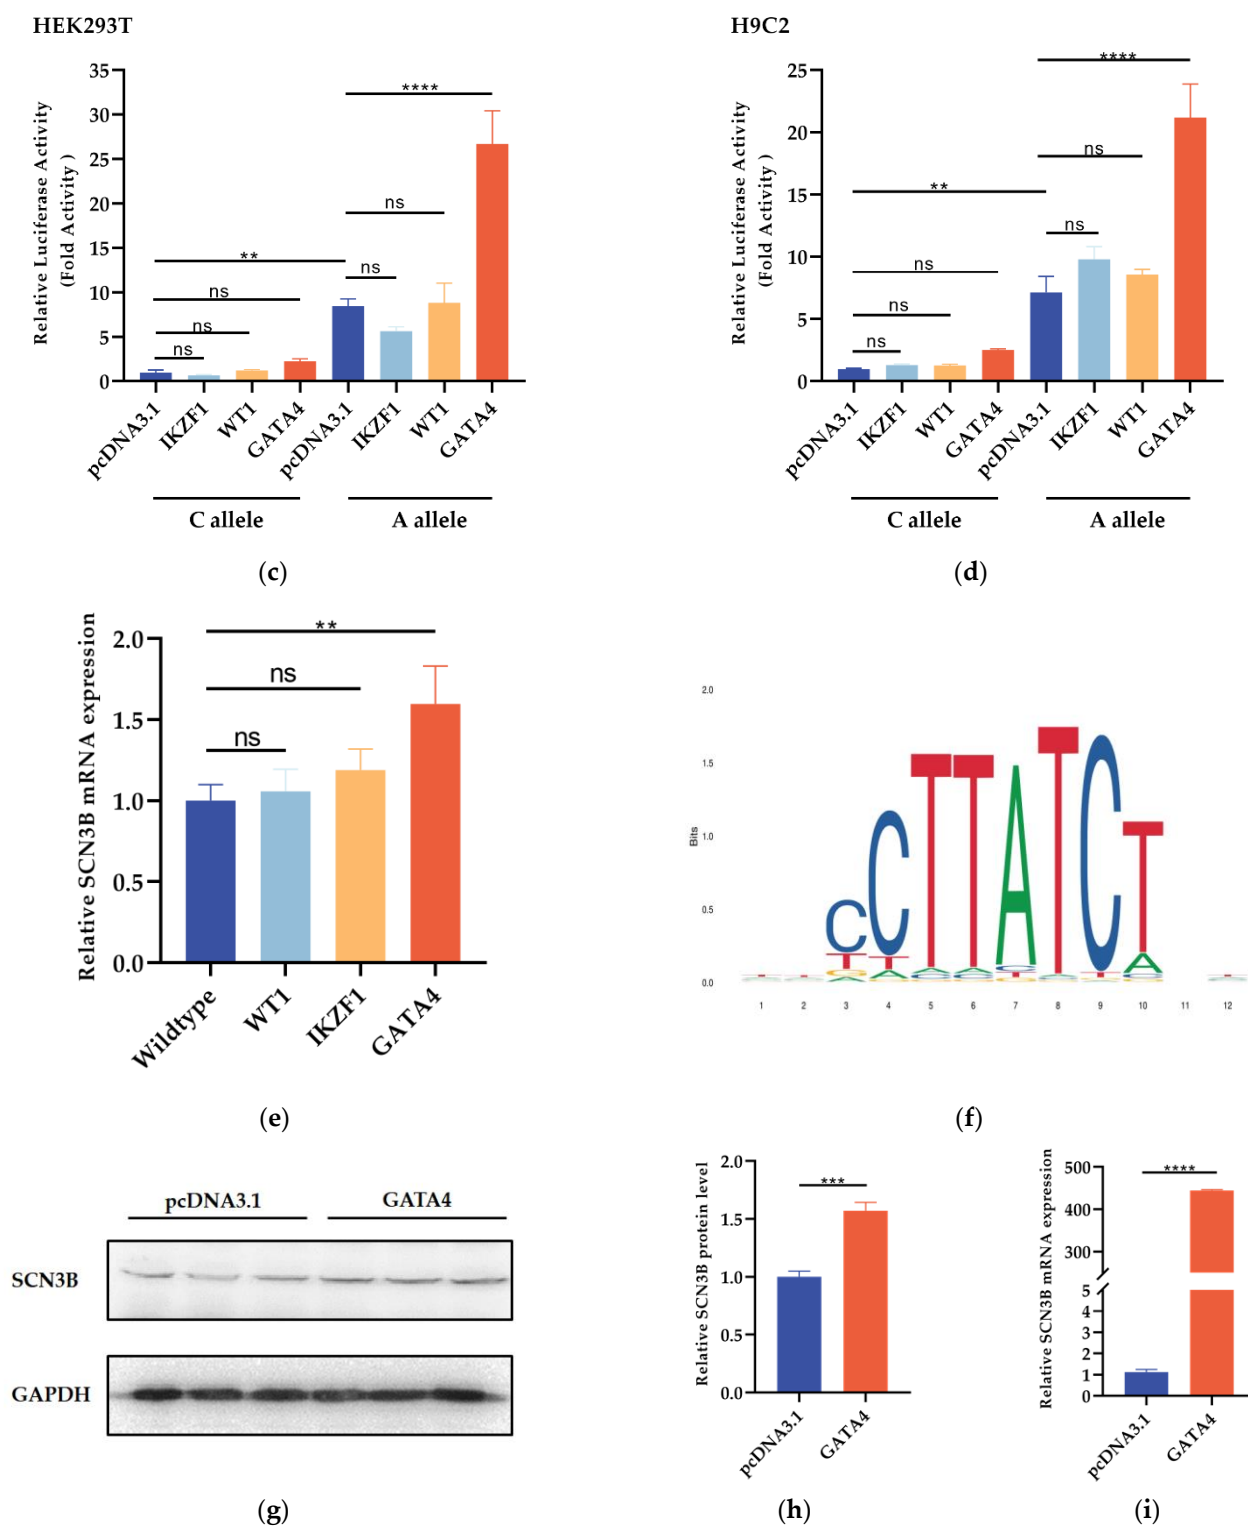 HEK293T
H9C2
Relative Luciferase Activity
(Fold Activity )
35
30
25
20
15
10
5
0
****
ns
**
ns
ns
ns
ns
pcDNA3.1
IKZF1
WT1
GATA4
pcDNA3.1
IKZF1
WT1
GATA4
C allele
A allele
(c)
Relative Luciferase Activity
(Fold Activity )
25
20
15
10
5
0
****
ns
**
ns
ns
ns
ns
pcDNA3.1
IKZF1
WT1
GATA4
pcDNA3.1
IKZF1
WT1
GATA4
C allele
A allele
(d)
Relative SCN3B mRNA expression
2.0
1.5
1.0
0.5
0.0
**
ns
ns
Wildtype
WT1
IKZF1
GATA4
(e)
Bits
2.0
1.5
1.0
0.5
0.0
CCTTATCT
1 2 3 4 5 6 7 8 9 10 11 12
(f)
pcDNA3.1
GATA4
SCN3B
GAPDH
(g)
Relative SCN3B protein level
2.0
1.5
1.0
0.5
0.0
***
pcDNA3.1
GATA4
(h)
Relative SCN3B mRNA expression
500
400
300
5
4
3
2
1
0
****
pcDNA3.1
GATA4
(i)